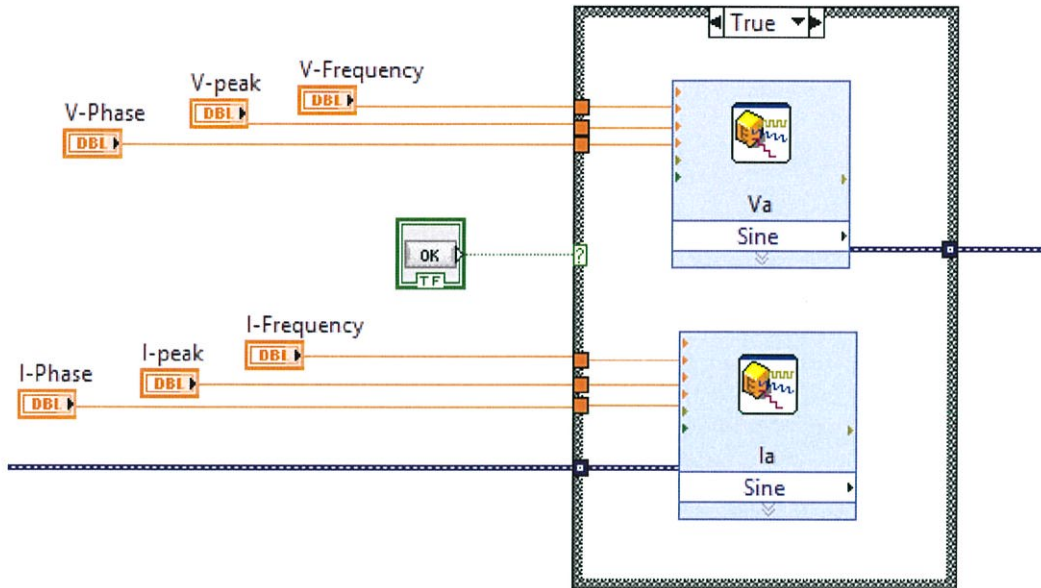 True
V-Frequency
DBL
V-peak
DBL
V-Phase
DBL
Va
Sine
OK
TF
?
I-Frequency
DBL
I-peak
DBL
I-Phase
DBL
Ia
Sine